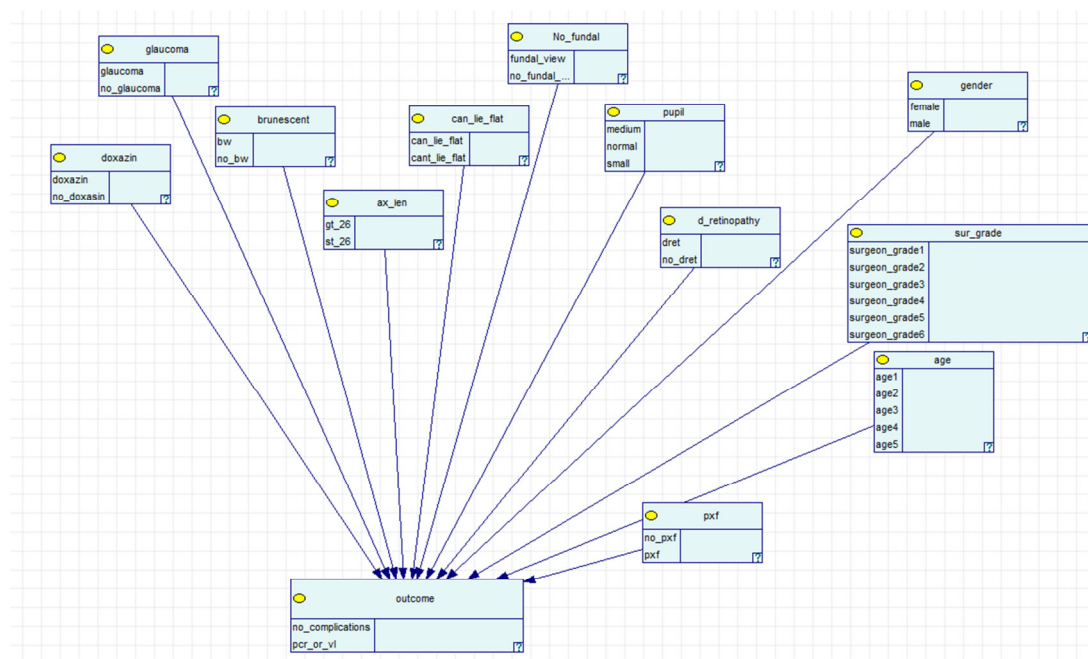 No_fundal
fundal_view
no_fundal_...
?
glaucoma
glaucoma
no_glaucoma
?
gender
female
male
?
brunescent
bw
no_bw
?
can_lie_flat
can_lie_flat
cant_lie_flat
?
pupil
medium
normal
small
?
doxazin
doxazin
no_doxasin
?
ax_len
gt_26
st_26
?
d_retinopathy
dret
no_dret
?
sur_grade
surgeon_grade1
surgeon_grade2
surgeon_grade3
surgeon_grade4
surgeon_grade5
surgeon_grade6
?
age
age1
age2
age3
age4
age5
?
pxf
no_pxf
pxf
?
outcome
no_complications
pcr_or_vl
?